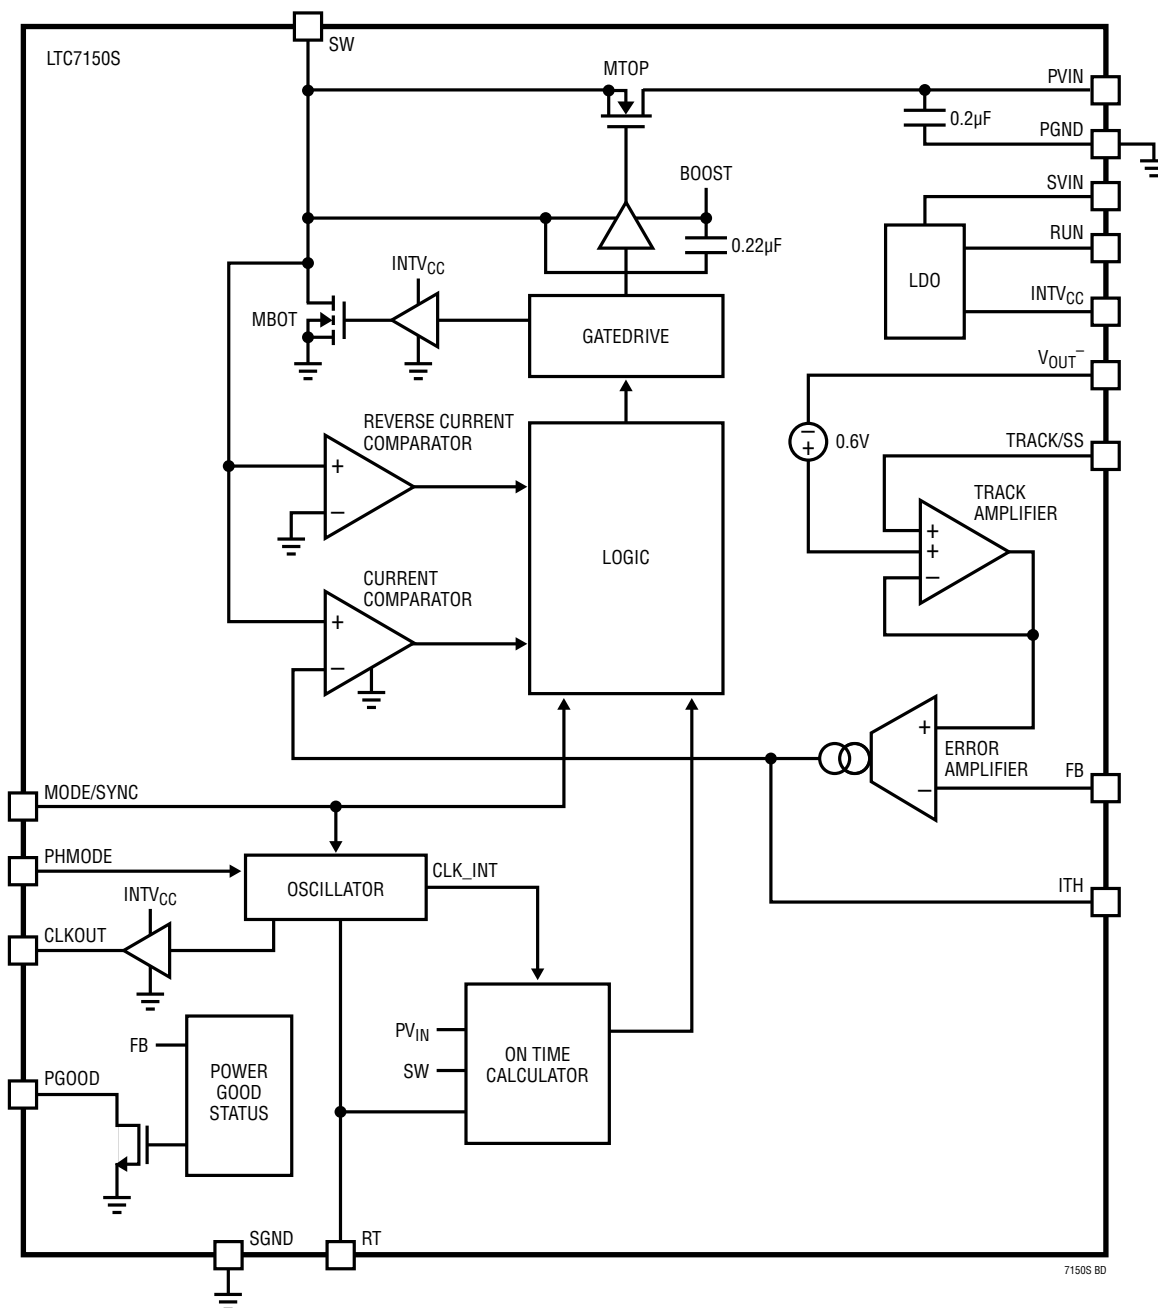 LTC7150S
SW
MTOP
PVIN
0.2µF
PGND
BOOST
SVIN
0.22µF
RUN
INTVCC
LDO
INTVCC
MBOT
GATEDRIVE
VOUT–
REVERSE CURRENT
COMPARATOR
–
+
0.6V
TRACK/SS
+
–
TRACK
AMPLIFIER
+
+
–
LOGIC
CURRENT
COMPARATOR
+
–
+
ERROR
AMPLIFIER
–
FB
MODE/SYNC
PHMODE
OSCILLATOR
CLK_INT
ITH
INTVCC
CLKOUT
PVIN
SW
ON TIME
CALCULATOR
FB
POWER
GOOD
STATUS
PGOOD
SGND
RT
7150S BD